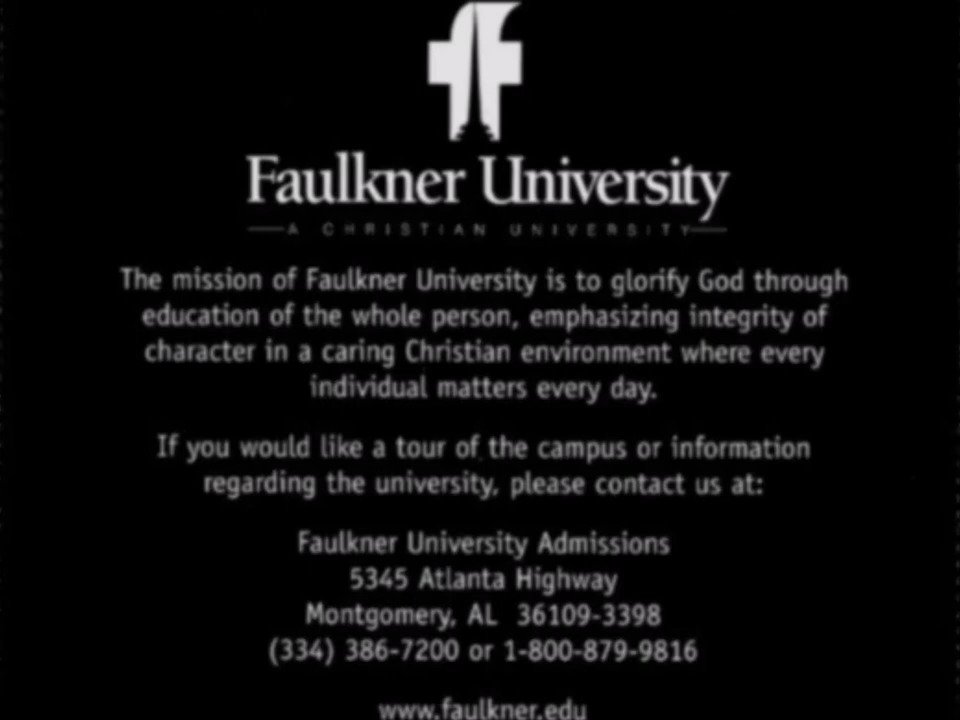 Faulkner University
A CHRISTIAN UNIVERSITY
The mission of Faulkner University is to glorify God through
education of the whole person, emphasizing integrity of
character in a caring Christian environment where every
individual matters every day.
If you would like a tour of the campus or information
regarding the university, please contact us at:
Faulkner University Admissions
5345 Atlanta Highway
Montgomery, AL 36109-3398
(334) 386-7200 or 1-800-879-9816
www.faulkner.edu